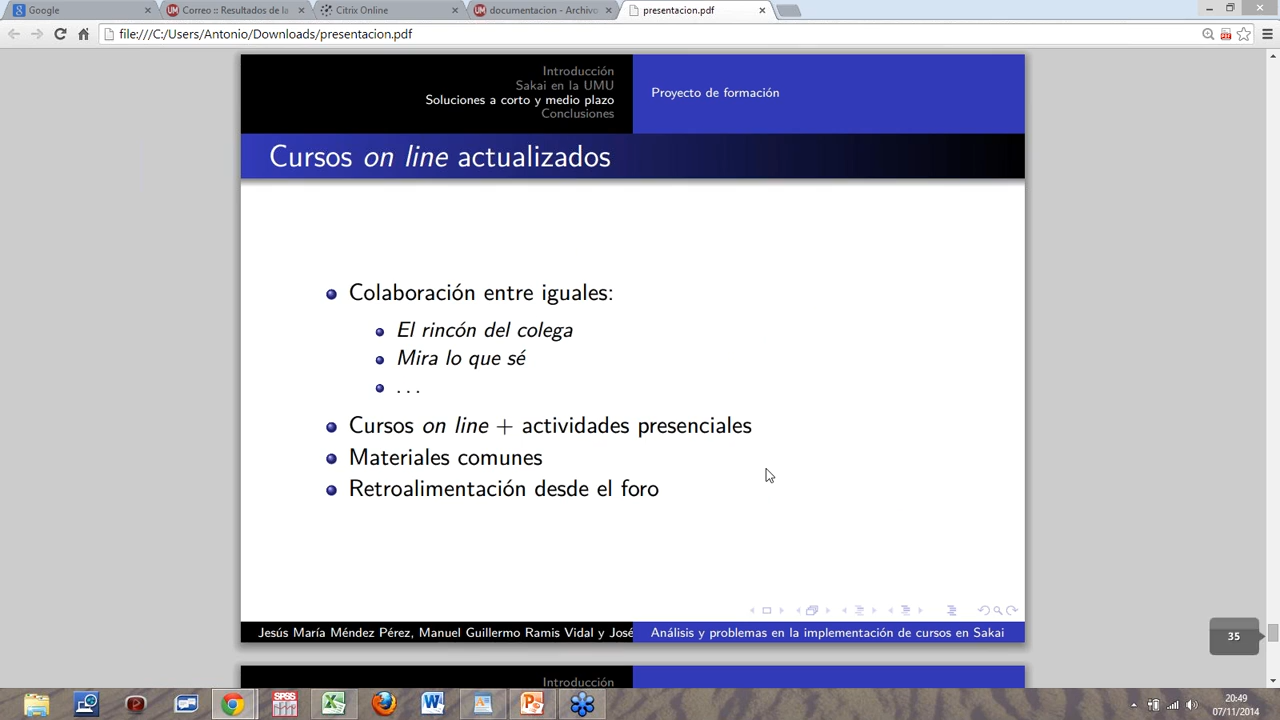 Google
Correo :: Resultados de la
Citrix Online
documentacion - Archivo
presentacion.pdf
file:///C:/Users/Antonio/Downloads/presentacion.pdf
Introducción
Sakai en la UMU
Soluciones a corto y medio plazo
Conclusiones
Proyecto de formación
Cursos on line actualizados
Colaboración entre iguales:
El rincón del colega
Mira lo que sé
. . .
Cursos on line + actividades presenciales
Materiales comunes
Retroalimentación desde el foro
Jesús María Méndez Pérez, Manuel Guillermo Ramis Vidal y José
Análisis y problemas en la implementación de cursos en Sakai
35
Introducción
SPSS
20:49
07/11/2014